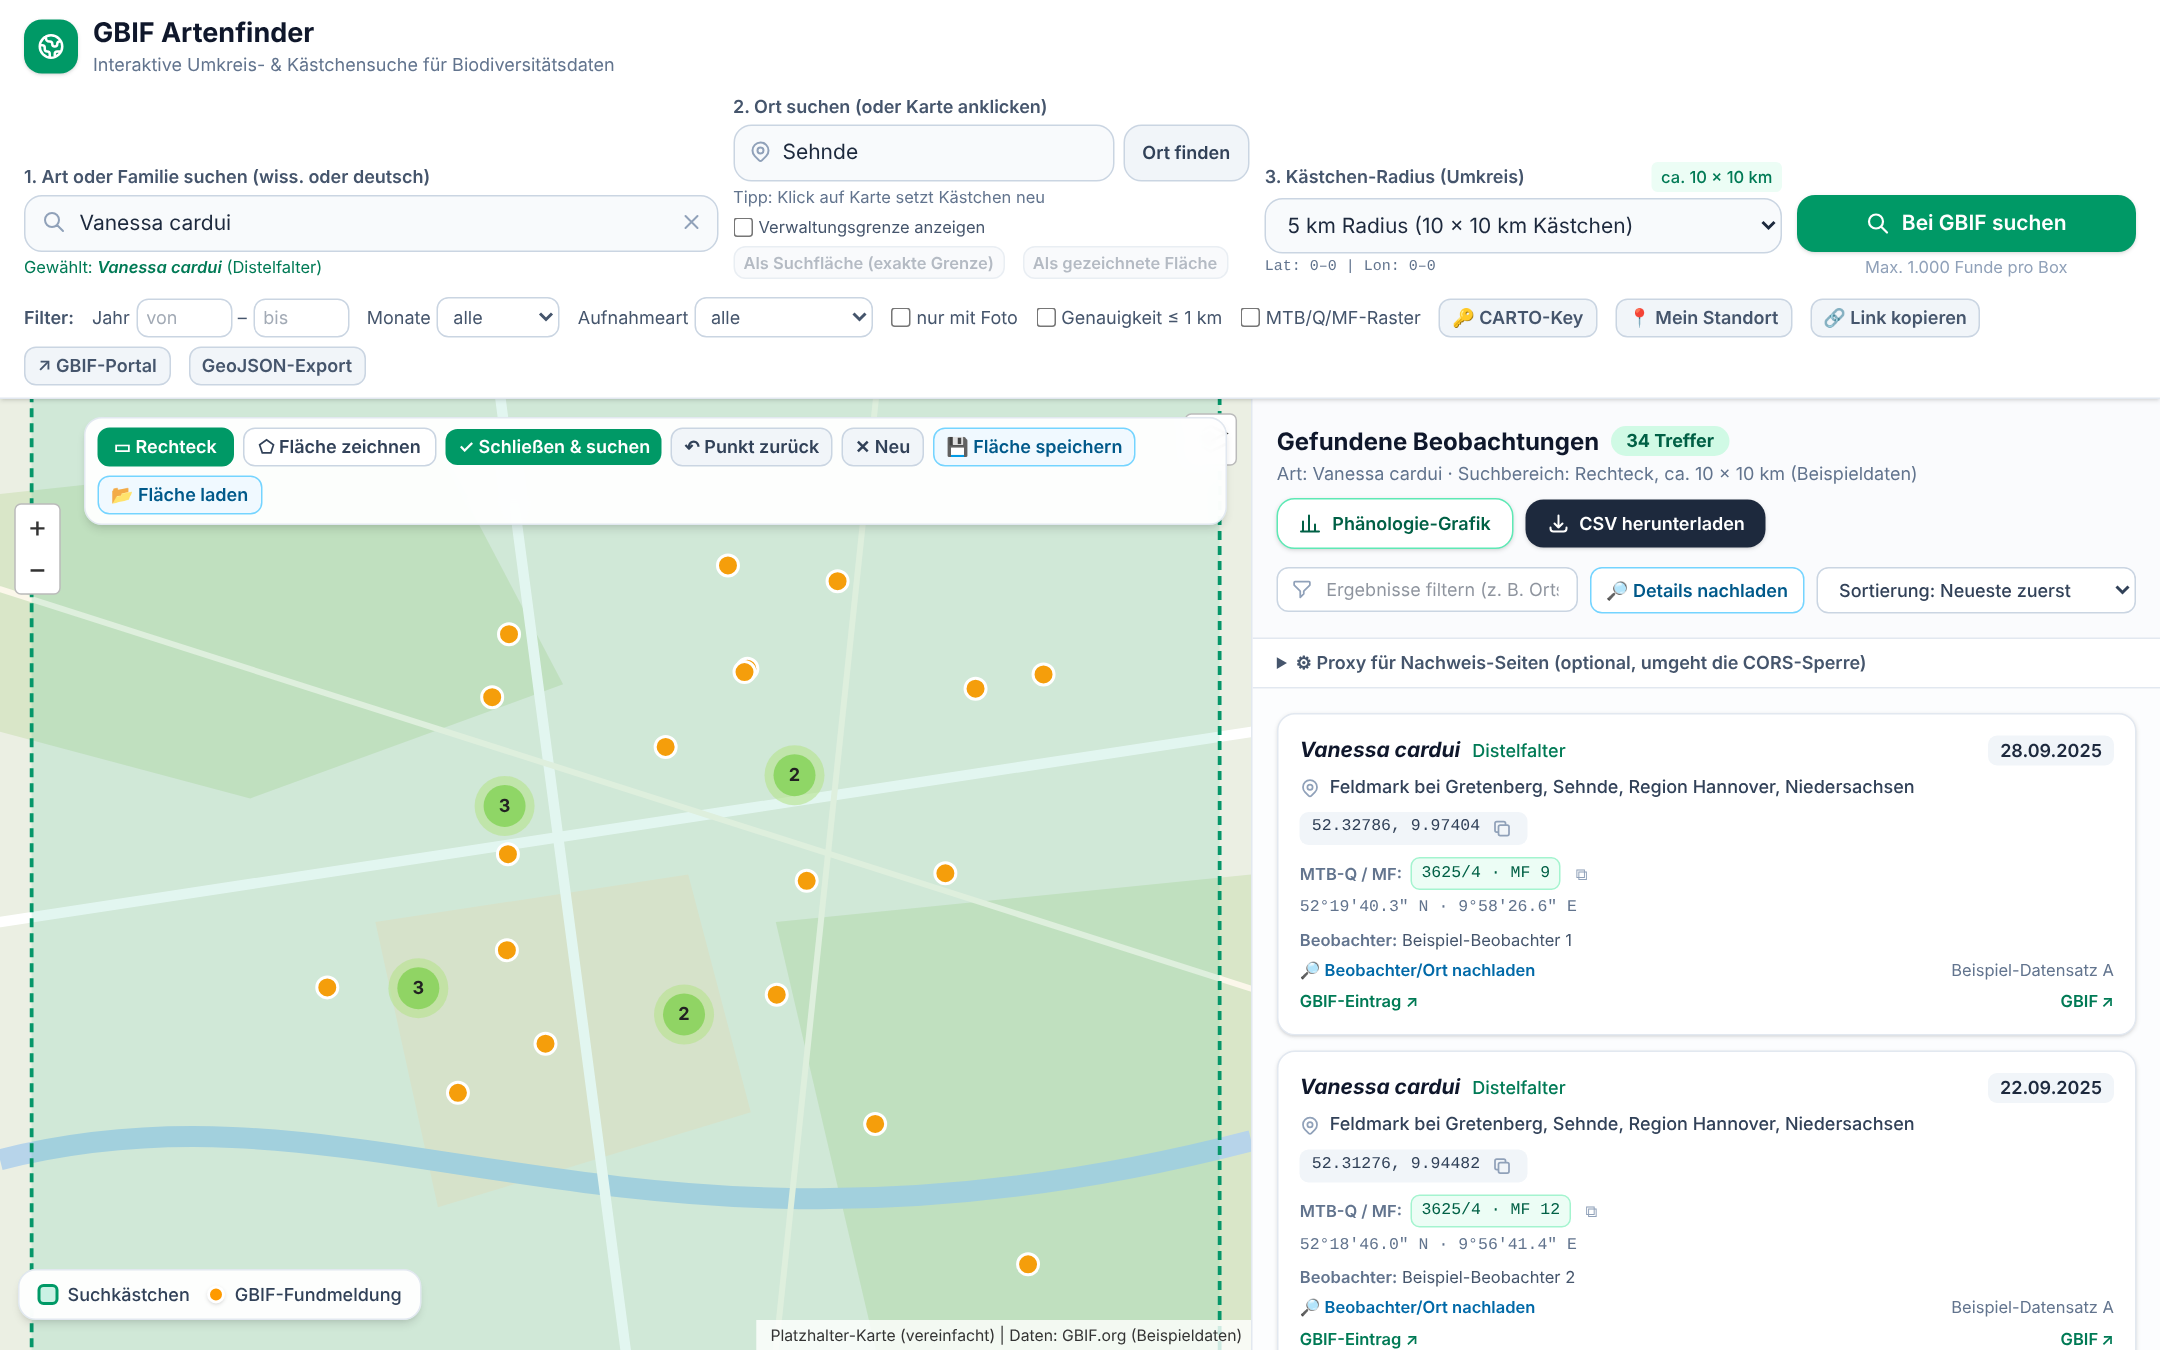 GBIF Artenfinder
Interaktive Umkreis- & Kästchensuche für Biodiversitätsdaten
1. Art oder Familie suchen (wiss. oder deutsch)
Vanessa cardui
Gewählt: Vanessa cardui (Distelfalter)
2. Ort suchen (oder Karte anklicken)
Sehnde
Ort finden
Tipp: Klick auf Karte setzt Kästchen neu
Verwaltungsgrenze anzeigen
Als Suchfläche (exakte Grenze) Als gezeichnete Fläche
3. Kästchen-Radius (Umkreis) ca. 10 × 10 km
5 km Radius (10 × 10 km Kästchen)
Lat: 0–0 | Lon: 0–0
Bei GBIF suchen
Max. 1.000 Funde pro Box
Filter: Jahr von – bis Monate alle Aufnahmeart alle nur mit Foto Genauigkeit ≤ 1 km MTB/Q/MF-Raster 🔑 CARTO-Key 📍 Mein Standort 🔗 Link kopieren
↗ GBIF-Portal GeoJSON-Export
▭ Rechteck ⬠ Fläche zeichnen ✓ Schließen & suchen ↶ Punkt zurück ✕ Neu 💾 Fläche speichern
📂 Fläche laden
+
−
2
3
3
2
Suchkästchen GBIF-Fundmeldung
Platzhalter-Karte (vereinfacht) | Daten: GBIF.org (Beispieldaten)
Gefundene Beobachtungen 34 Treffer
Art: Vanessa cardui · Suchbereich: Rechteck, ca. 10 × 10 km (Beispieldaten)
Phänologie-Grafik CSV herunterladen
Ergebnisse filtern (z. B. Orts 🔎 Details nachladen Sortierung: Neueste zuerst
▶ ⚙ Proxy für Nachweis-Seiten (optional, umgeht die CORS-Sperre)
Vanessa cardui Distelfalter 28.09.2025
Feldmark bei Gretenberg, Sehnde, Region Hannover, Niedersachsen
52.32786, 9.97404
MTB-Q / MF: 3625/4 · MF 9 ⧉
52°19'40.3" N · 9°58'26.6" E
Beobachter: Beispiel-Beobachter 1
🔎 Beobachter/Ort nachladen Beispiel-Datensatz A
GBIF-Eintrag ↗ GBIF ↗
Vanessa cardui Distelfalter 22.09.2025
Feldmark bei Gretenberg, Sehnde, Region Hannover, Niedersachsen
52.31276, 9.94482
MTB-Q / MF: 3625/4 · MF 12 ⧉
52°18'46.0" N · 9°56'41.4" E
Beobachter: Beispiel-Beobachter 2
🔎 Beobachter/Ort nachladen Beispiel-Datensatz A
GBIF-Eintrag ↗ GBIF ↗